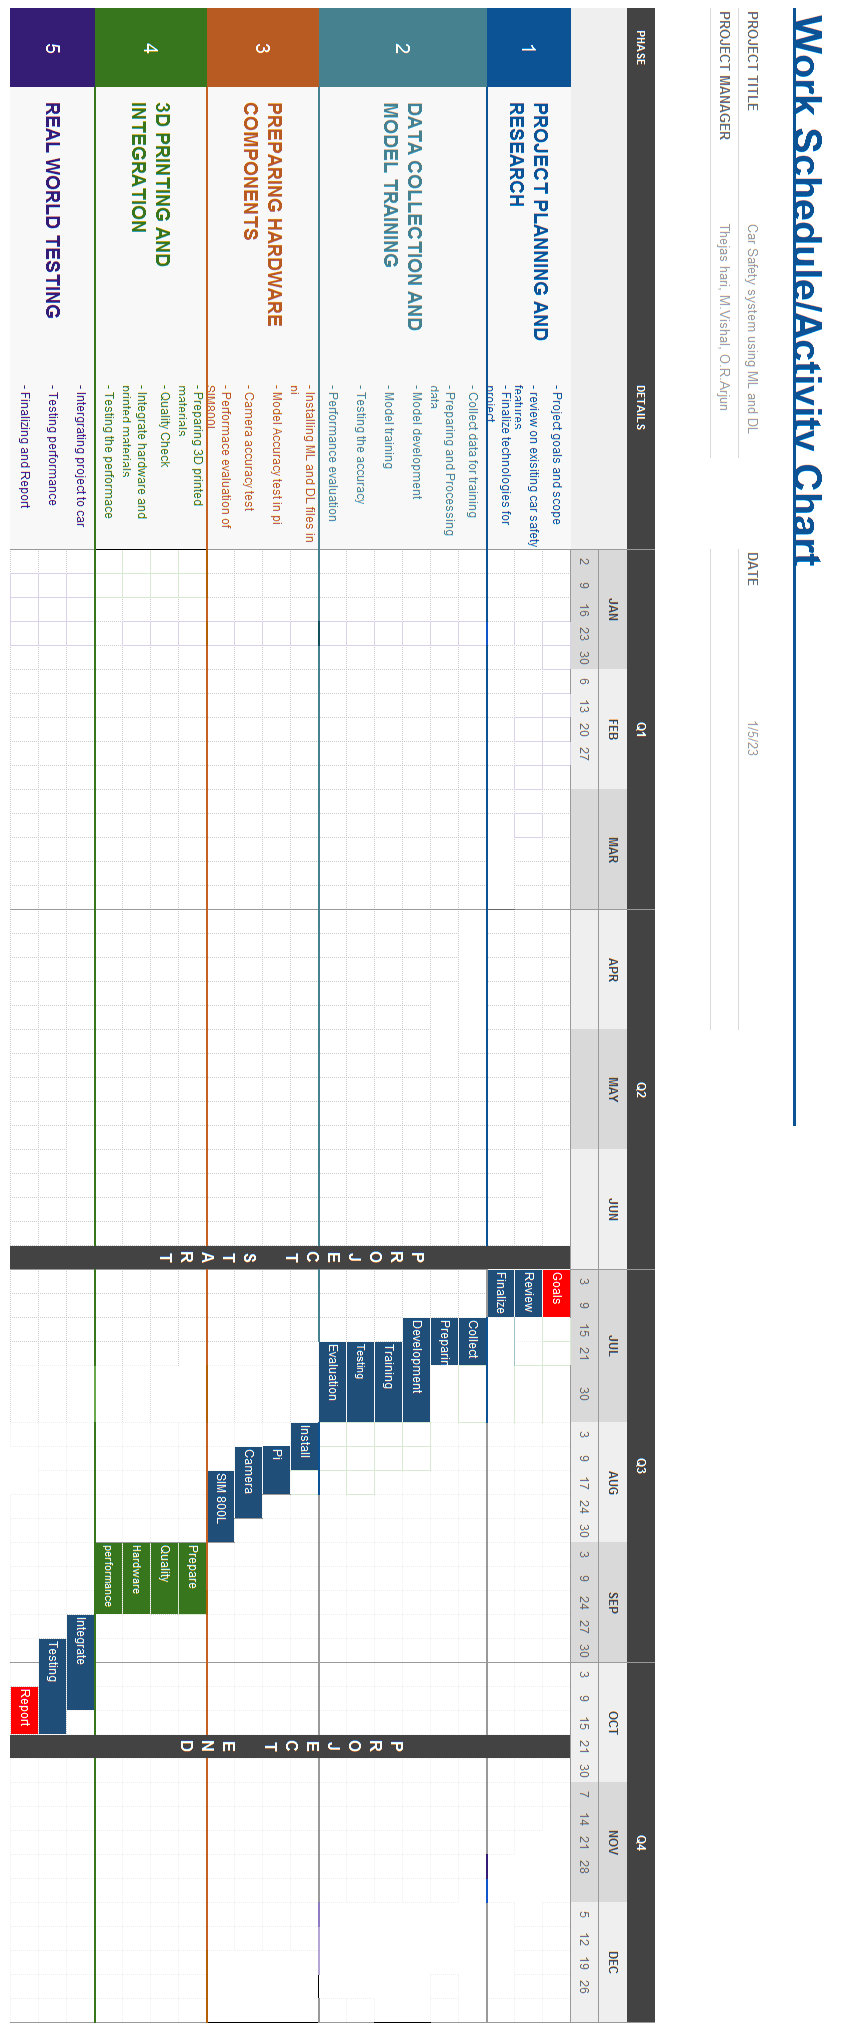 Work Schedule/Activity Chart
PROJECT TITLE
Car Safety system using ML and DL
DATE
1/5/23
PROJECT MANAGER
Thejas hari, M.Vishal, O.R.Arjun
PHASE
DETAILS
Q1
Q2
Q3
Q4
JAN
FEB
MAR
APR
MAY
JUN
JUL
AUG
SEP
OCT
NOV
DEC
2 9 16 23 30 6 13 20 27 3 9 15 21 30 3 9 17 24 30 3 9 24 27 30 3 9 15 21 30 7 14 21 28 5 12 19 26
1
PROJECT PLANNING AND
RESEARCH
- Project goals and scope
- review on exisiting car safety
features
- Finalize technologies for
project
Goals
Review
Finalize
2
DATA COLLECTION AND
MODEL TRAINING
- Collect data for training
- Preparing and Processing
data
- Model development
- Model training
- Testing the accuracy
- Performance evaluation
Collect
Preparin
Development
Training
Testing
Evaluation
3
PREPARING HARDWARE
COMPONENTS
- Installing ML and DL files in
pi
- Model Accuracy test in pi
- Camera accuracy test
- Performace evaluation of
SIM800L
Install
Pi
Camera
SIM 800L
4
3D PRINTING AND
INTEGRATION
- Preparing 3D printed
materials
- Quality Check
- Integrate hardware and
printed materials
- Testing the performace
Prepare
Quality
Hardware
performance
5
REAL WORLD TESTING
- Intergrating project to car
- Testing performance
- Finalizing and Report
Integrate
Testing
Report
PROJECT START
PROJECT END